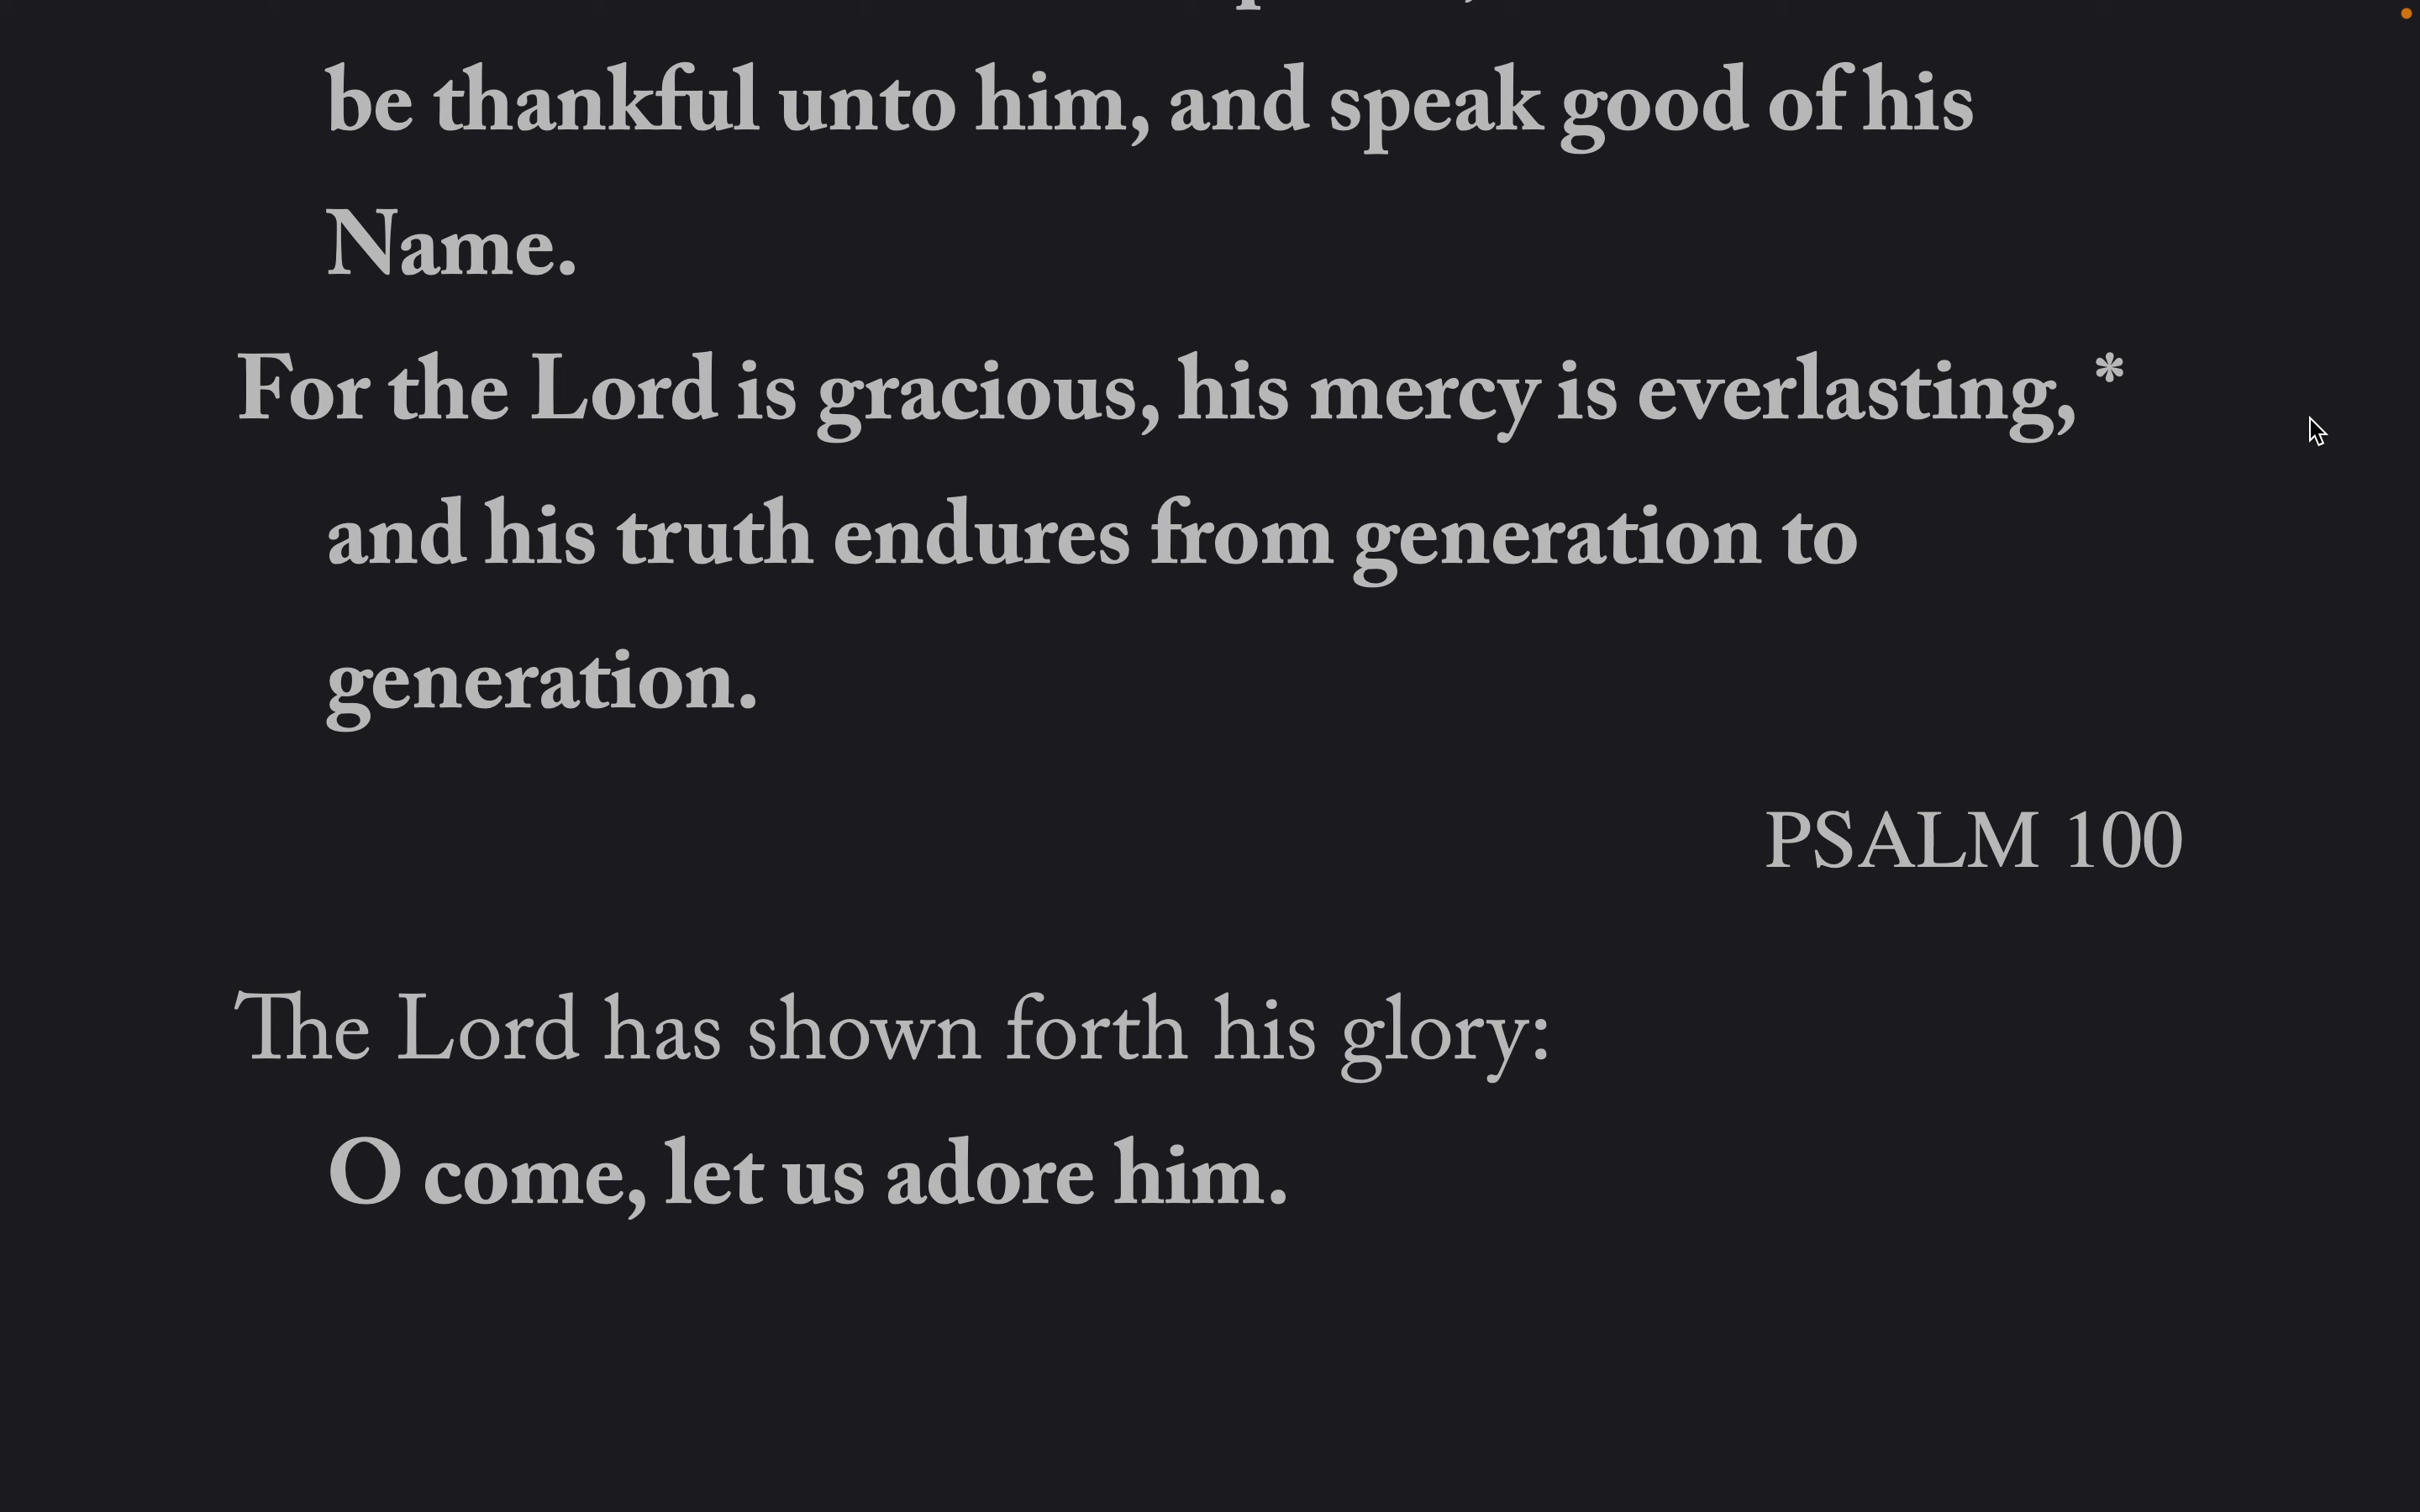 be thankful unto him, and speak good of his
Name.
For the Lord is gracious, his mercy is everlasting,*
and his truth endures from generation to
generation.
PSALM 100
The Lord has shown forth his glory:
O come, let us adore him.